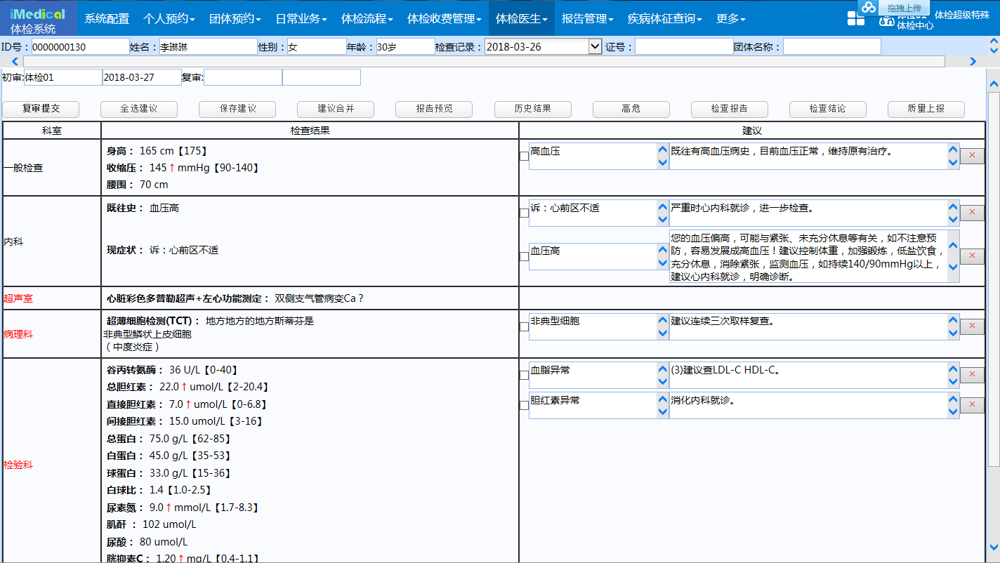 iMedical
体检系统
系统配置 个人预约 团体预约 日常业务 体检流程 体检收费管理 体检医生 报告管理 疾病体征查询 更多
拖拽上传
体检超级特殊
体检中心
ID号： 0000000130 姓名： 李琳琳 性别： 女 年龄： 30岁 检查记录： 2018-03-26 证号： 团体名称：
初审: 体检01 2018-03-27 复审:
复审提交 全选建议 保存建议 建议合并 报告预览 历史结果 高危 检查报告 检查结论 质量上报
科室 检查结果 建议
一般检查
身高： 165 cm【175】
收缩压： 145↑mmHg【90-140】
腰围： 70 cm
高血压 既往有高血压病史，目前血压正常，维持原有治疗。 ×
内科
既往史： 血压高
现症状： 诉：心前区不适
诉：心前区不适 严重时心内科就诊，进一步检查。 ×
血压高
您的血压偏高，可能与紧张、未充分休息等有关，如不注意预
防，容易发展成高血压！建议控制体重，加强锻炼，低盐饮食，
充分休息，消除紧张，监测血压，如持续140/90mmHg以上，
建议心内科就诊，明确诊断。
×
超声室
心脏彩色多普勒超声+左心功能测定： 双侧支气管病变Ca？
病理科
超薄细胞检测(TCT)： 地方地方的地方斯蒂芬是
非典型鳞状上皮细胞
（中度炎症）
非典型细胞 建议连续三次取样复查。 ×
检验科
谷丙转氨酶： 36 U/L【0-40】
总胆红素： 22.0↑umol/L【2-20.4】
直接胆红素： 7.0↑umol/L【0-6.8】
间接胆红素： 15.0 umol/L【3-16】
总蛋白： 75.0 g/L【62-85】
白蛋白： 45.0 g/L【35-53】
球蛋白： 33.0 g/L【15-36】
白球比： 1.4【1.0-2.5】
尿素氮： 9.0↑mmol/L【1.7-8.3】
肌酐 ： 102 umol/L
尿酸： 80 umol/L
胱抑素C： 1.20↑mg/L【0.4-1.1】
血脂异常 (3)建议查LDL-C HDL-C。 ×
胆红素异常 消化内科就诊。 ×